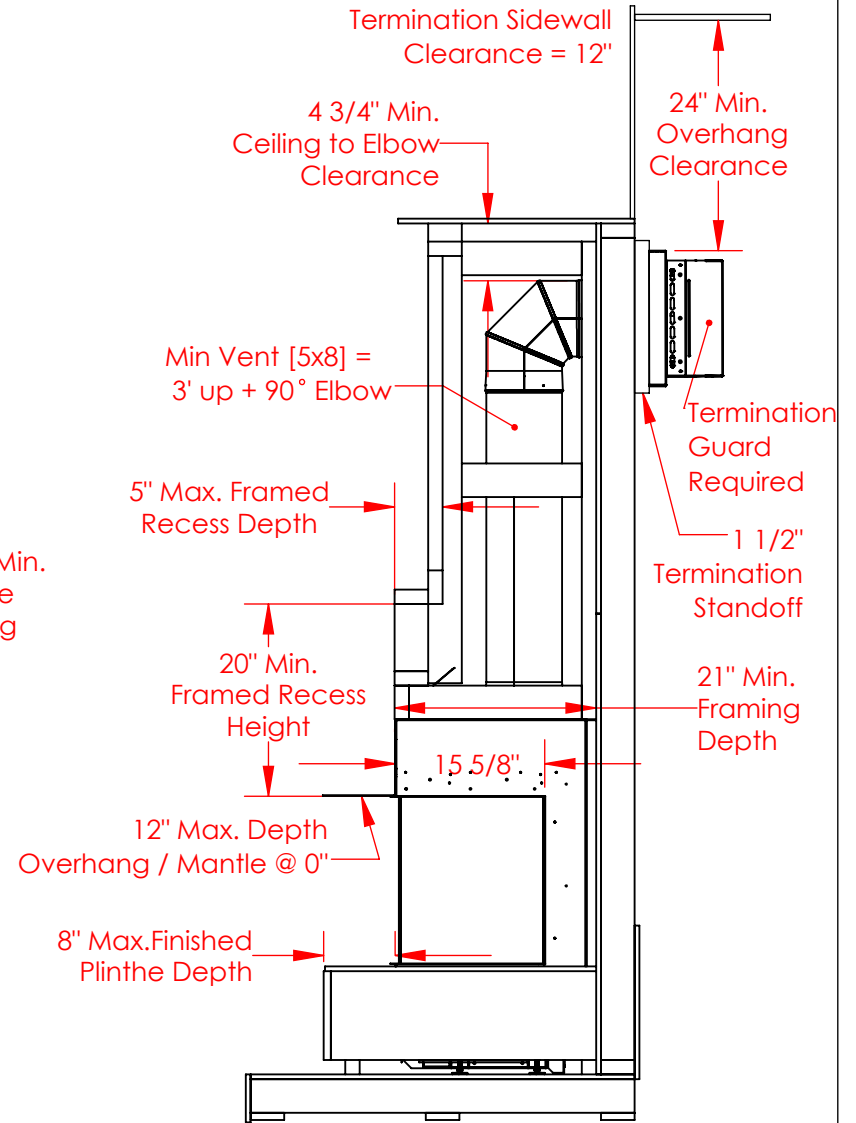 Termination Sidewall
Clearance = 12"
4 3/4" Min.
Ceiling to Elbow
Clearance
24" Min.
Overhang
Clearance
Min Vent [5x8] =
3' up + 90° Elbow
Termination
Guard
Required
5" Max. Framed
Recess Depth
1 1/2"
Termination
Standoff
Min.
e
g
20" Min.
Framed Recess
Height
21" Min.
Framing
Depth
15 5/8"
12" Max. Depth
Overhang / Mantle @ 0"
8" Max.Finished
Plinthe Depth